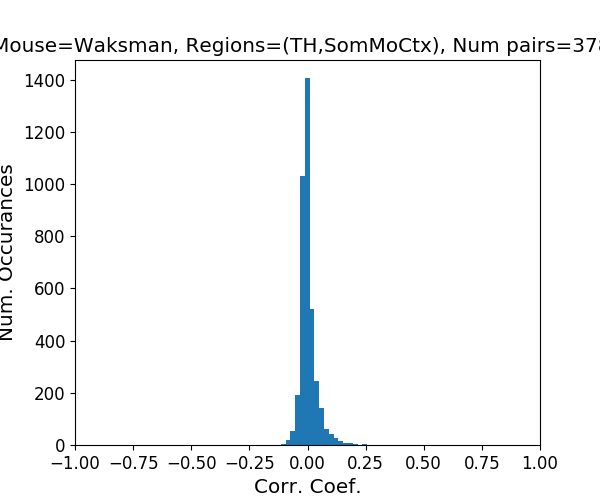 Mouse=Waksman, Regions=(TH,SomMoCtx), Num pairs=378
1400
1200
1000
800
600
400
200
0
Num. Occurances
−1.00 −0.75 −0.50 −0.25 0.00 0.25 0.50 0.75 1.00
Corr. Coef.